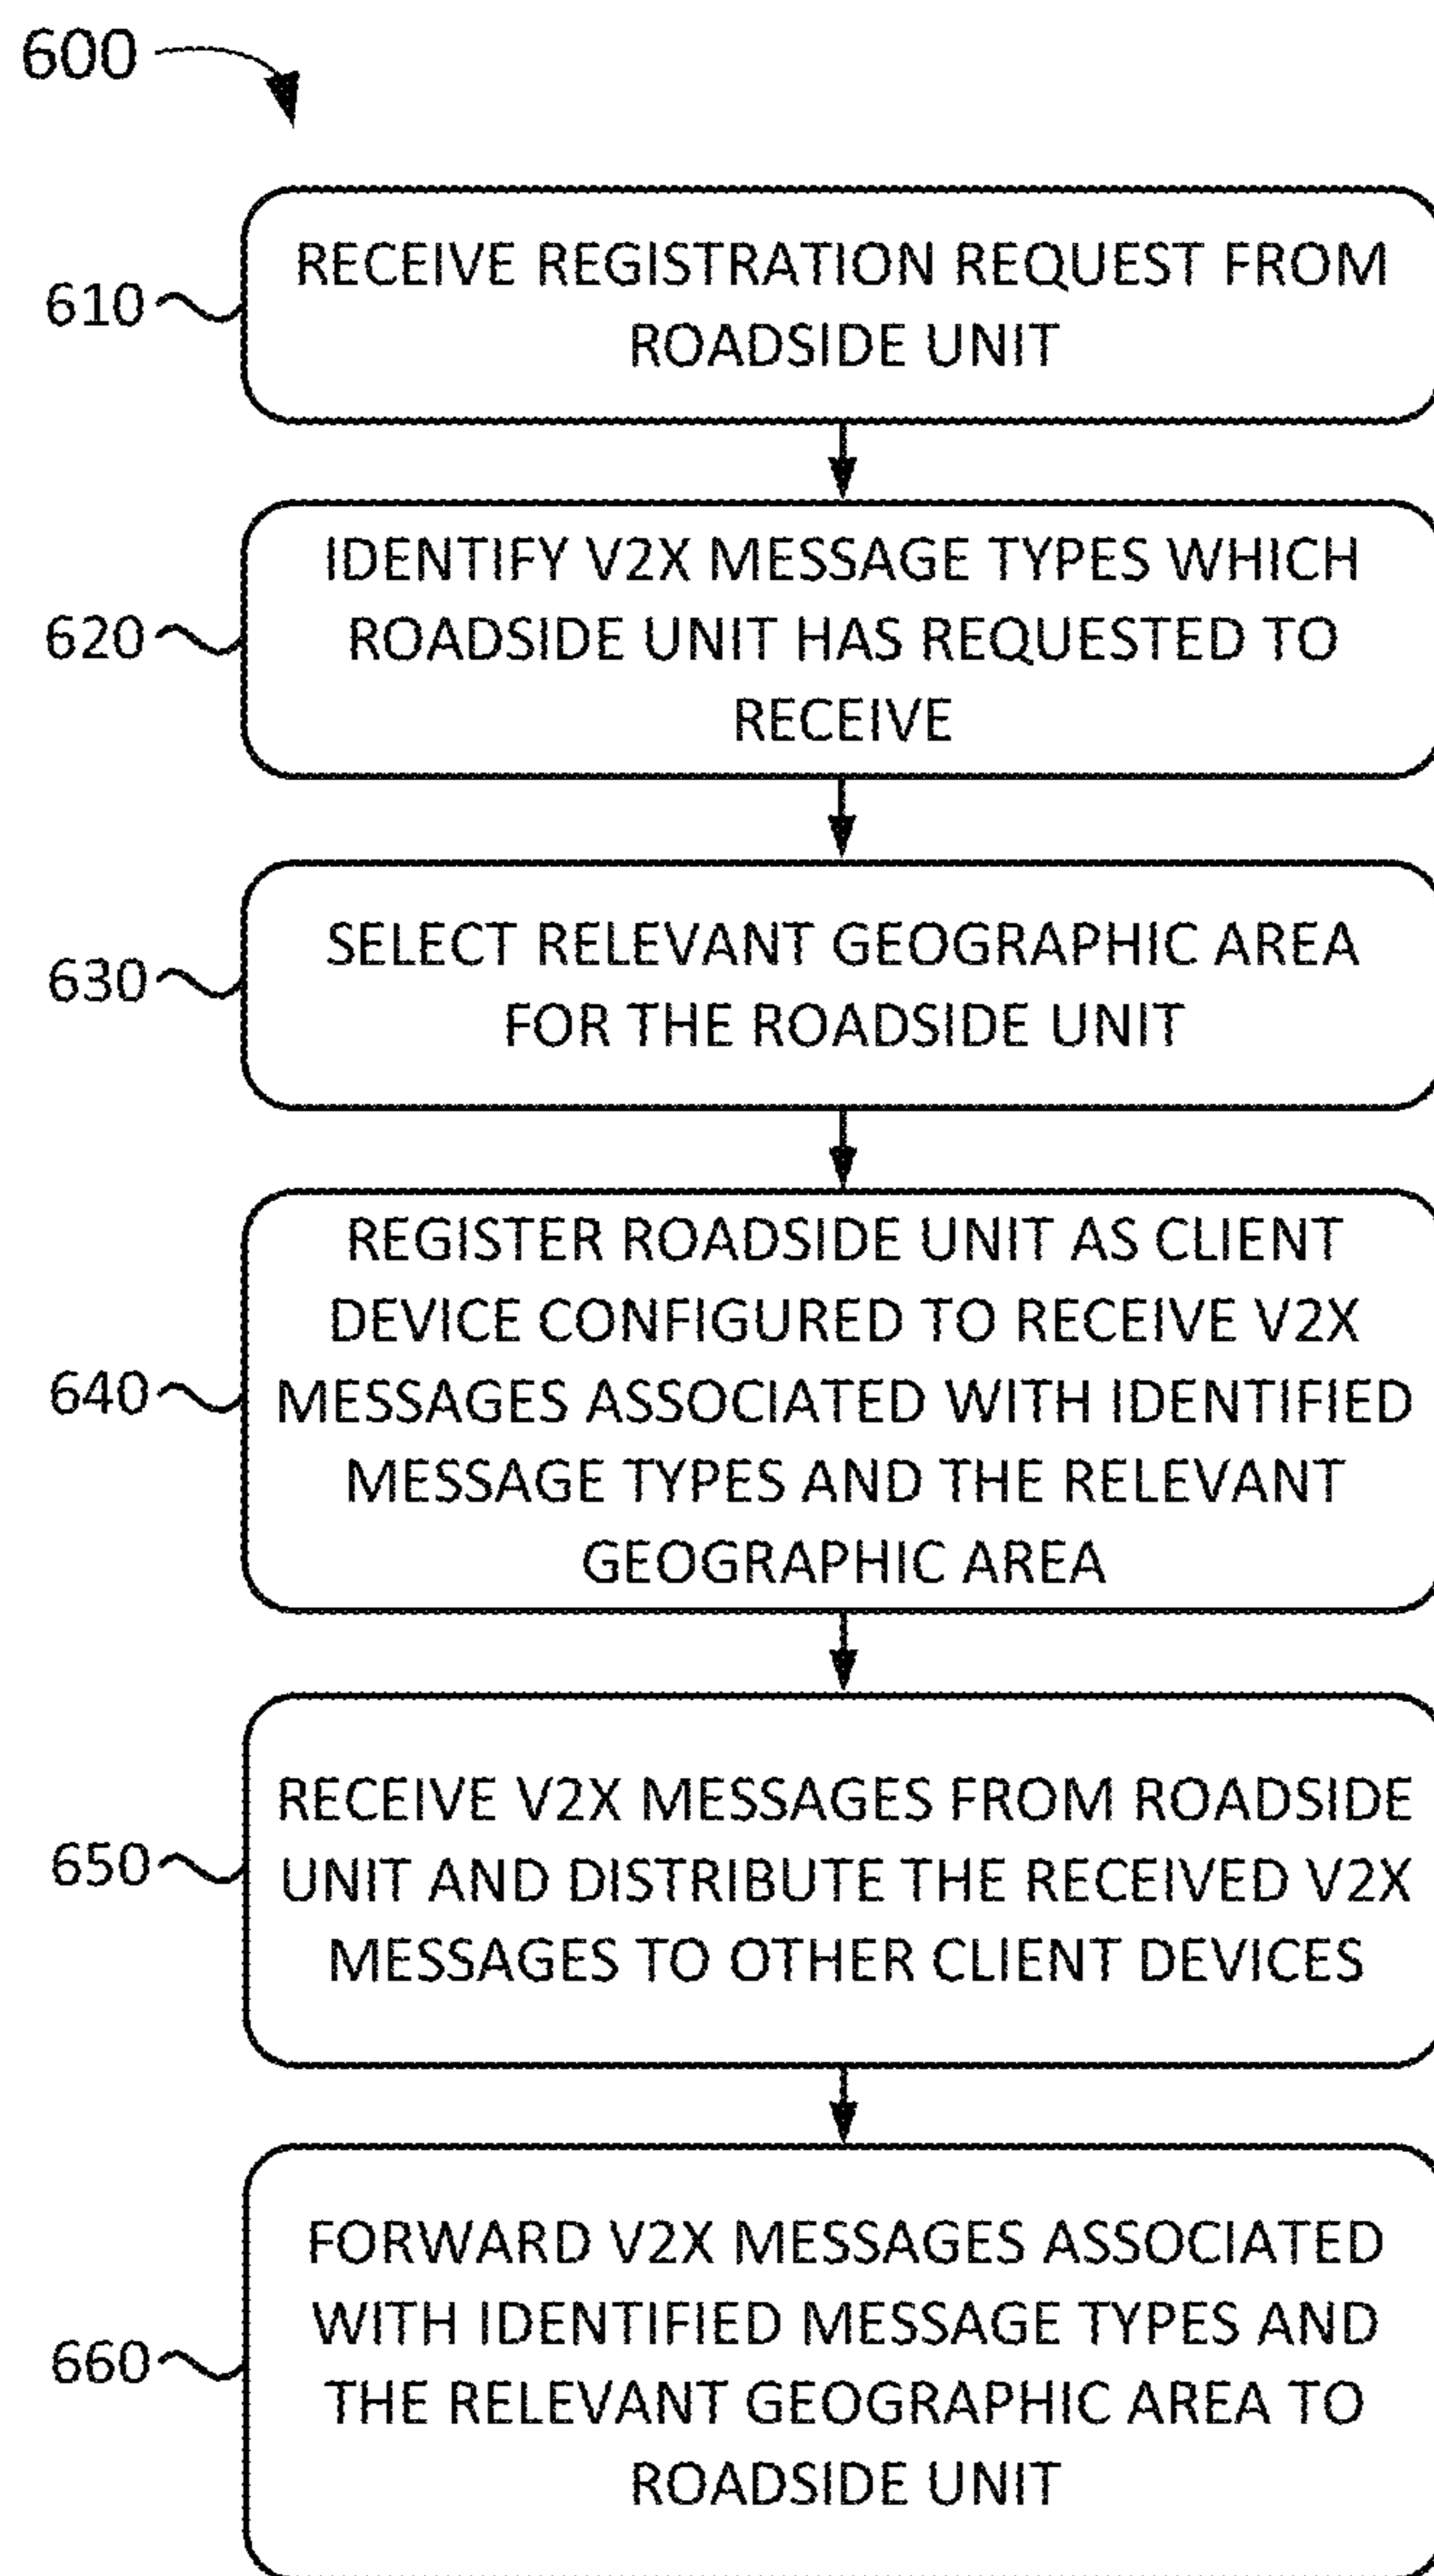 600
610
RECEIVE REGISTRATION REQUEST FROM
ROADSIDE UNIT
620
IDENTIFY V2X MESSAGE TYPES WHICH
ROADSIDE UNIT HAS REQUESTED TO
RECEIVE
630
SELECT RELEVANT GEOGRAPHIC AREA
FOR THE ROADSIDE UNIT
640
REGISTER ROADSIDE UNIT AS CLIENT
DEVICE CONFIGURED TO RECEIVE V2X
MESSAGES ASSOCIATED WITH IDENTIFIED
MESSAGE TYPES AND THE RELEVANT
GEOGRAPHIC AREA
650
RECEIVE V2X MESSAGES FROM ROADSIDE
UNIT AND DISTRIBUTE THE RECEIVED V2X
MESSAGES TO OTHER CLIENT DEVICES
660
FORWARD V2X MESSAGES ASSOCIATED
WITH IDENTIFIED MESSAGE TYPES AND
THE RELEVANT GEOGRAPHIC AREA TO
ROADSIDE UNIT